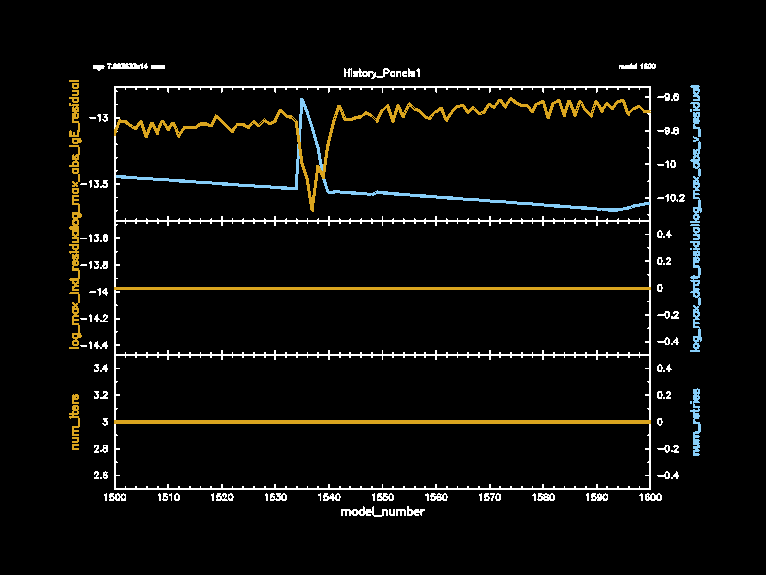 model 1600
History_Panels1
-13
-13.5
log_max_abs_lgE_residual
-9.6
-9.8
-10
-10.2
log_max_abs_v_residual
-13.6
-13.8
-14
-14.2
-14.4
log_max_lnd_residual
0.4
0.2
0
-0.2
-0.4
log_max_drdt_residual
3.4
3.2
3
2.8
2.6
num_iters
0.4
0.2
0
-0.2
-0.4
num_retries
1500 1510 1520 1530 1540 1550 1560 1570 1580 1590 1600
model_number